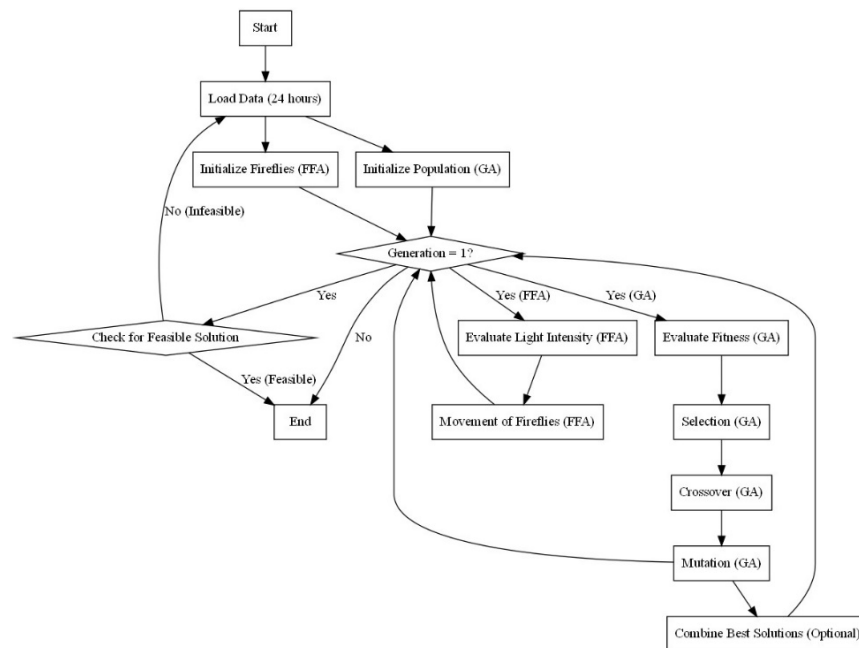 Start
Load Data (24 hours)
Initialize Fireflies (FFA)
Initialize Population (GA)
No (Infeasible)
Generation = 1?
Yes
Yes (FFA)
Yes (GA)
Check for Feasible Solution
No
Evaluate Light Intensity (FFA)
Evaluate Fitness (GA)
Yes (Feasible)
End
Movement of Fireflies (FFA)
Selection (GA)
Crossover (GA)
Mutation (GA)
Combine Best Solutions (Optional)